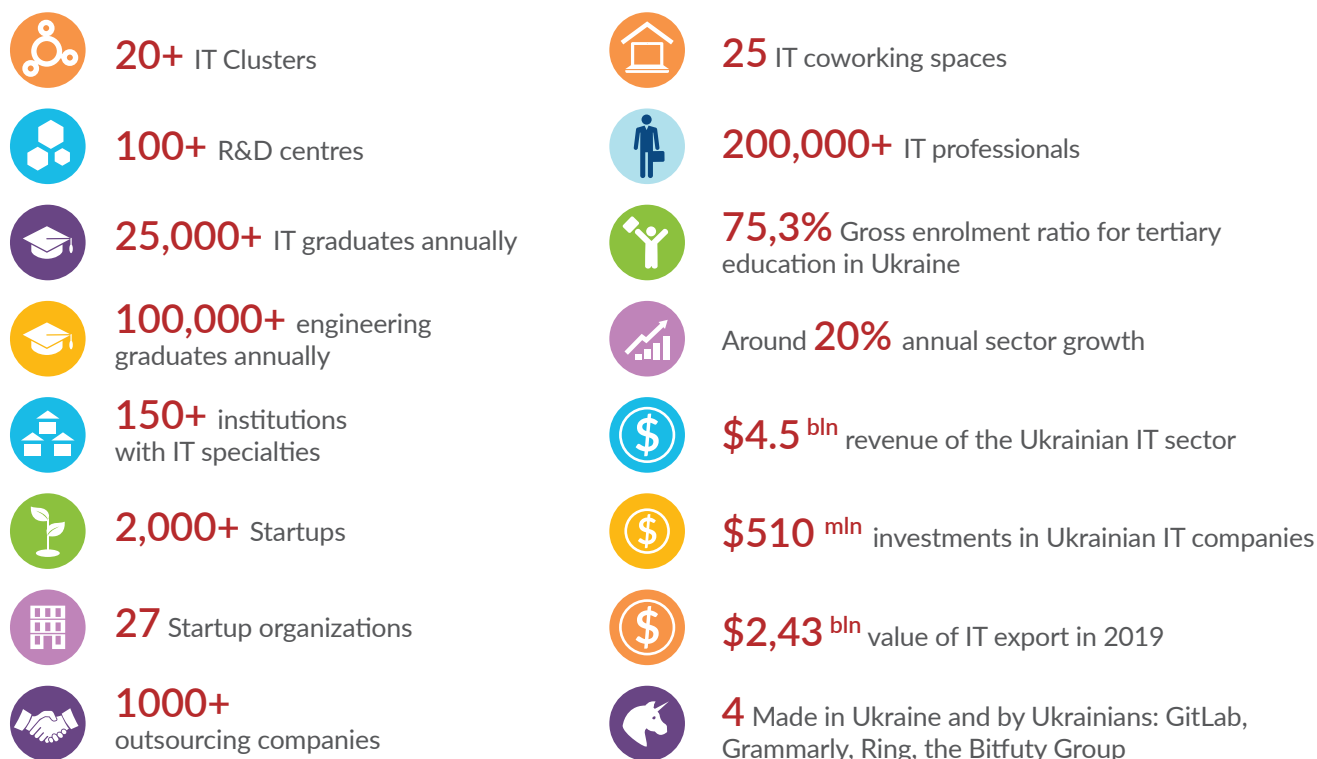 20+ IT Clusters
100+ R&D centres
25,000+ IT graduates annually
100,000+ engineering
graduates annually
150+ institutions
with IT specialties
2,000+ Startups
27 Startup organizations
1000+
outsourcing companies
25 IT coworking spaces
200,000+ IT professionals
75,3% Gross enrolment ratio for tertiary
education in Ukraine
Around 20% annual sector growth
$4.5 bln revenue of the Ukrainian IT sector
$510 mln investments in Ukrainian IT companies
$2,43 bln value of IT export in 2019
4 Made in Ukraine and by Ukrainians: GitLab,
Grammarly, Ring, the Bitfuty Group